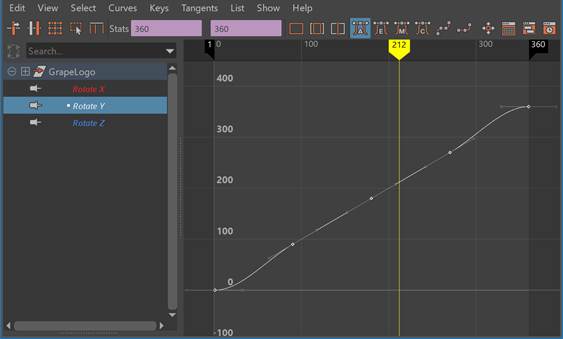 Edit View Select Curves Keys Tangents List Show Help
Stats 360 360
A E M C
Search...
1 0 100 212 300 360
GrapeLogo
Rotate X
Rotate Y
Rotate Z
400
300
200
100
0
-100